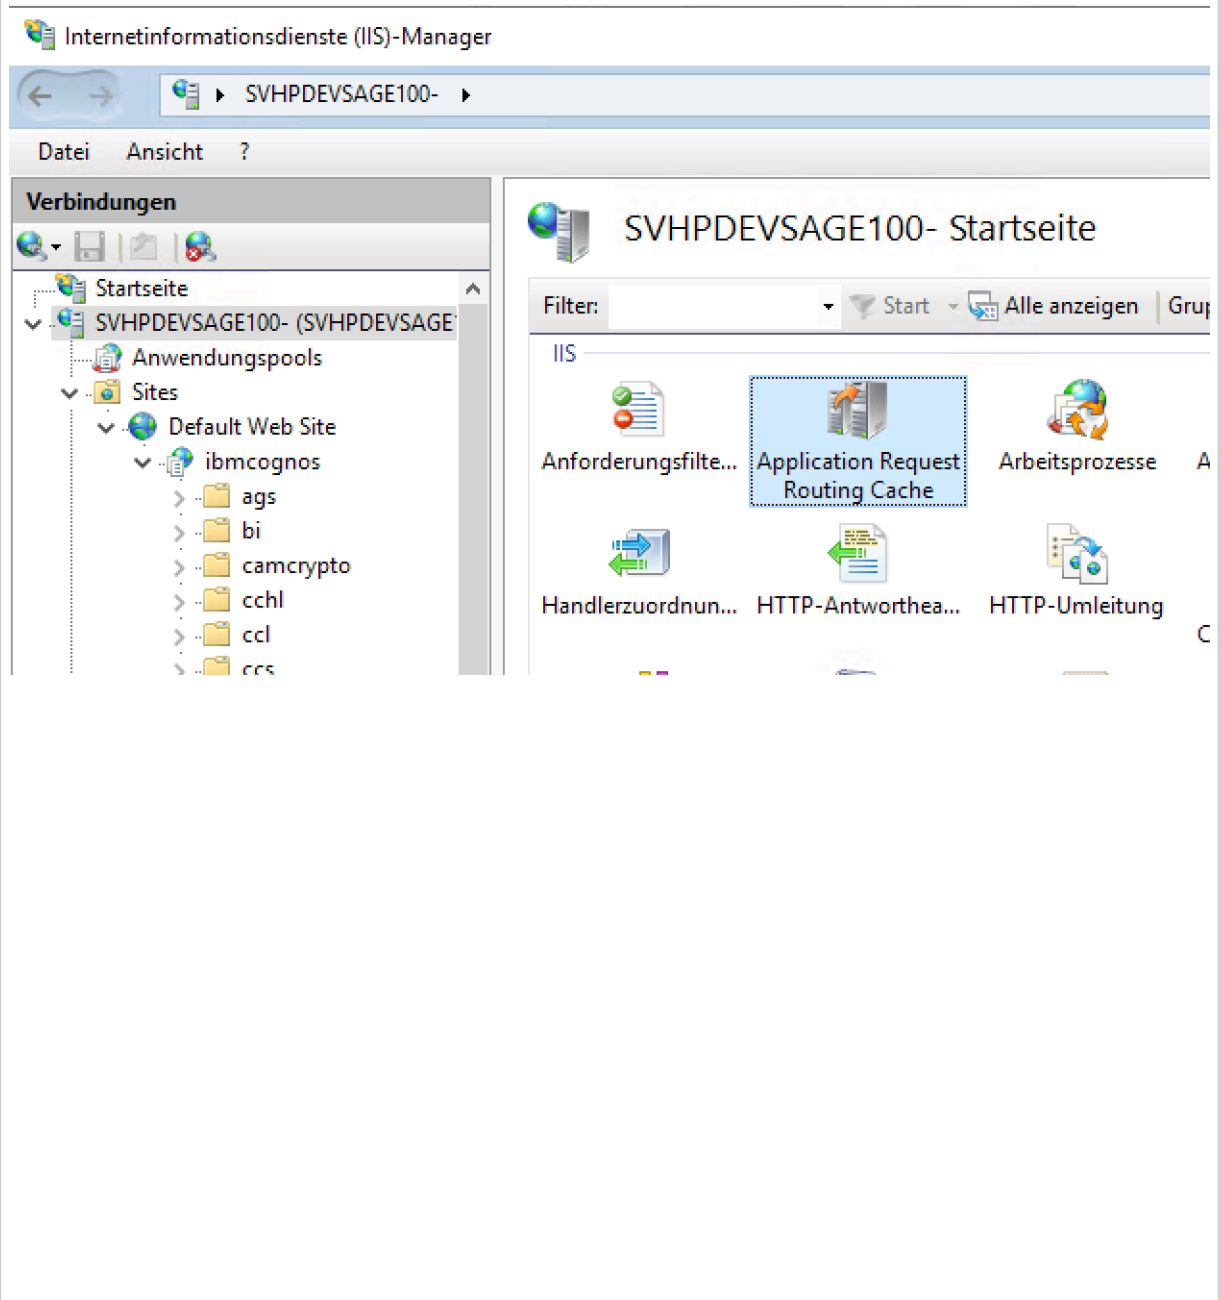 Internetinformationsdienste (IIS)-Manager
SVHPDEVSAGE100-
Datei Ansicht ?
Verbindungen
Startseite
SVHPDEVSAGE100- (SVHPDEVSAGE
Anwendungspools
Sites
Default Web Site
ibmcognos
ags
bi
camcrypto
cchl
ccl
ccs
SVHPDEVSAGE100- Startseite
Filter: Start Alle anzeigen Grup
IIS
Anforderungsfilte... Application Request Routing Cache Arbeitsprozesse A
Handlerzuordnun... HTTP-Antworthea... HTTP-Umleitung
C